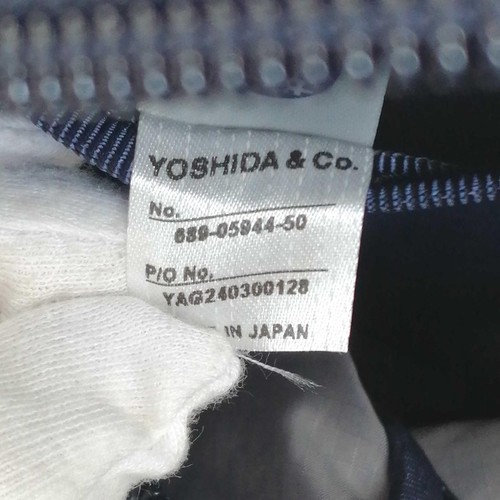 YOSHIDA & Co.
No.
689-05944-50
P/O No.
YAG240300128
IN JAPAN